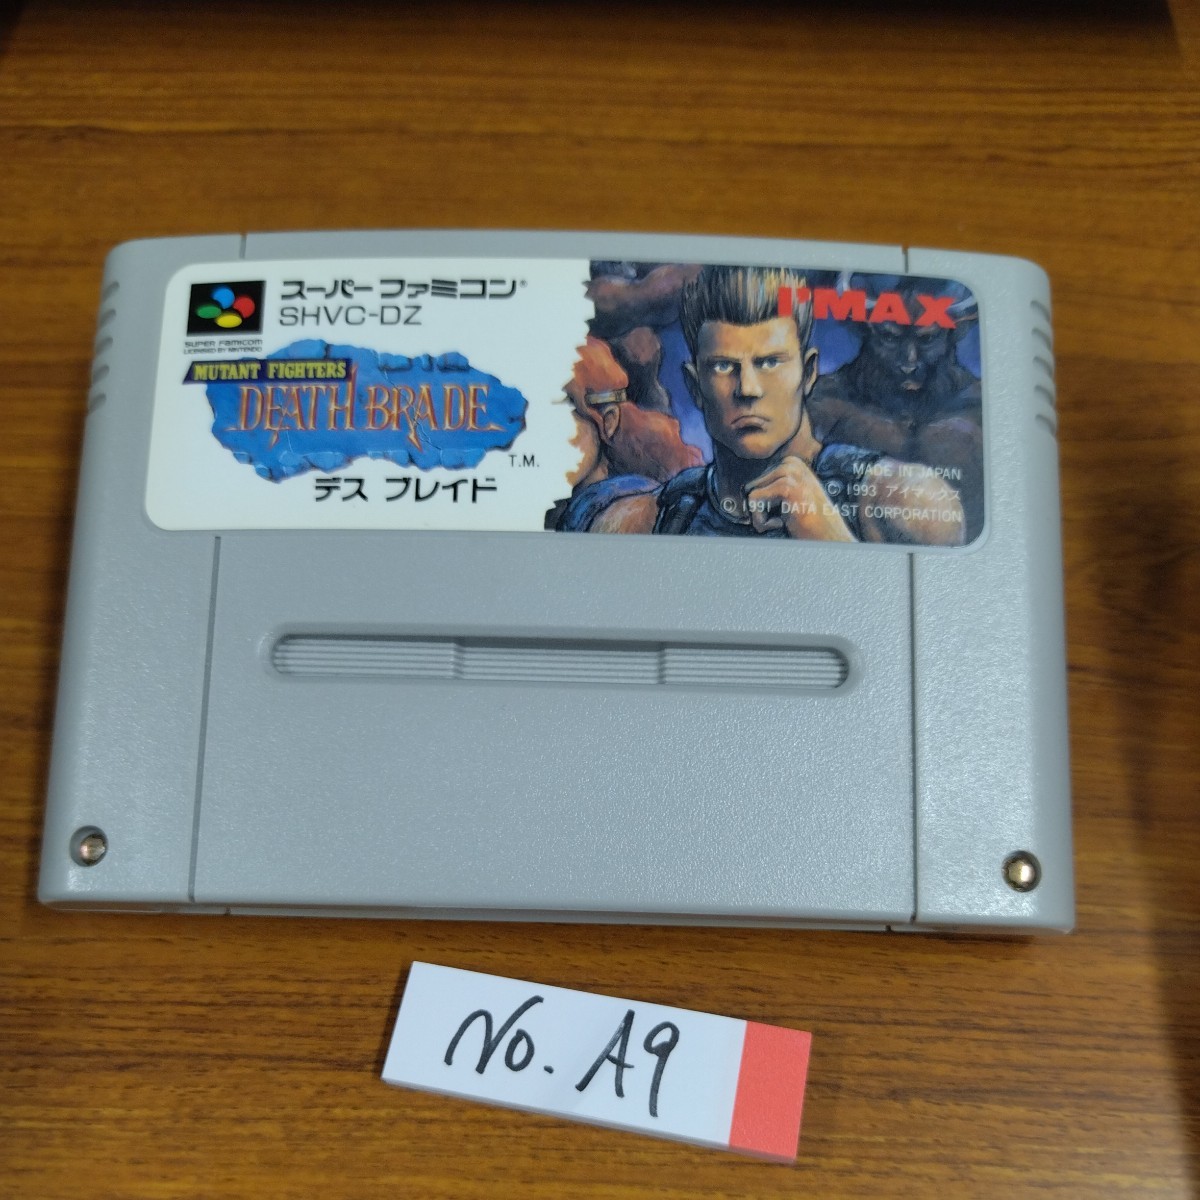 スーパーファミコン®
SHVC-DZ
SUPER FAMICOM
LICENSED BY NINTENDO
MUTANT FIGHTERS
DEATH BRADE
T.M.
デス ブレイド
I'MAX
MADE IN JAPAN
Ⓒ 1993 アイマックス
Ⓒ 1991 DATA EAST CORPORATION
No. A9